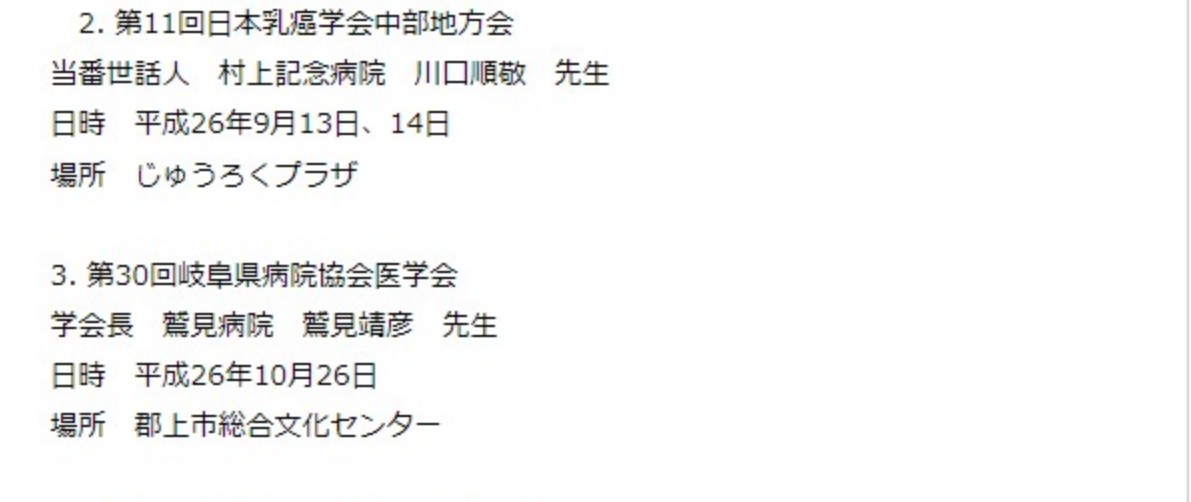 2. 第11回日本乳癌学会中部地方会
当番世話人　村上記念病院　川口順敬　先生
日時　平成26年9月13日、14日
場所　じゅうろくプラザ
3. 第30回岐阜県病院協会医学会
学会長　鷲見病院　鷲見靖彦　先生
日時　平成26年10月26日
場所　郡上市総合文化センター